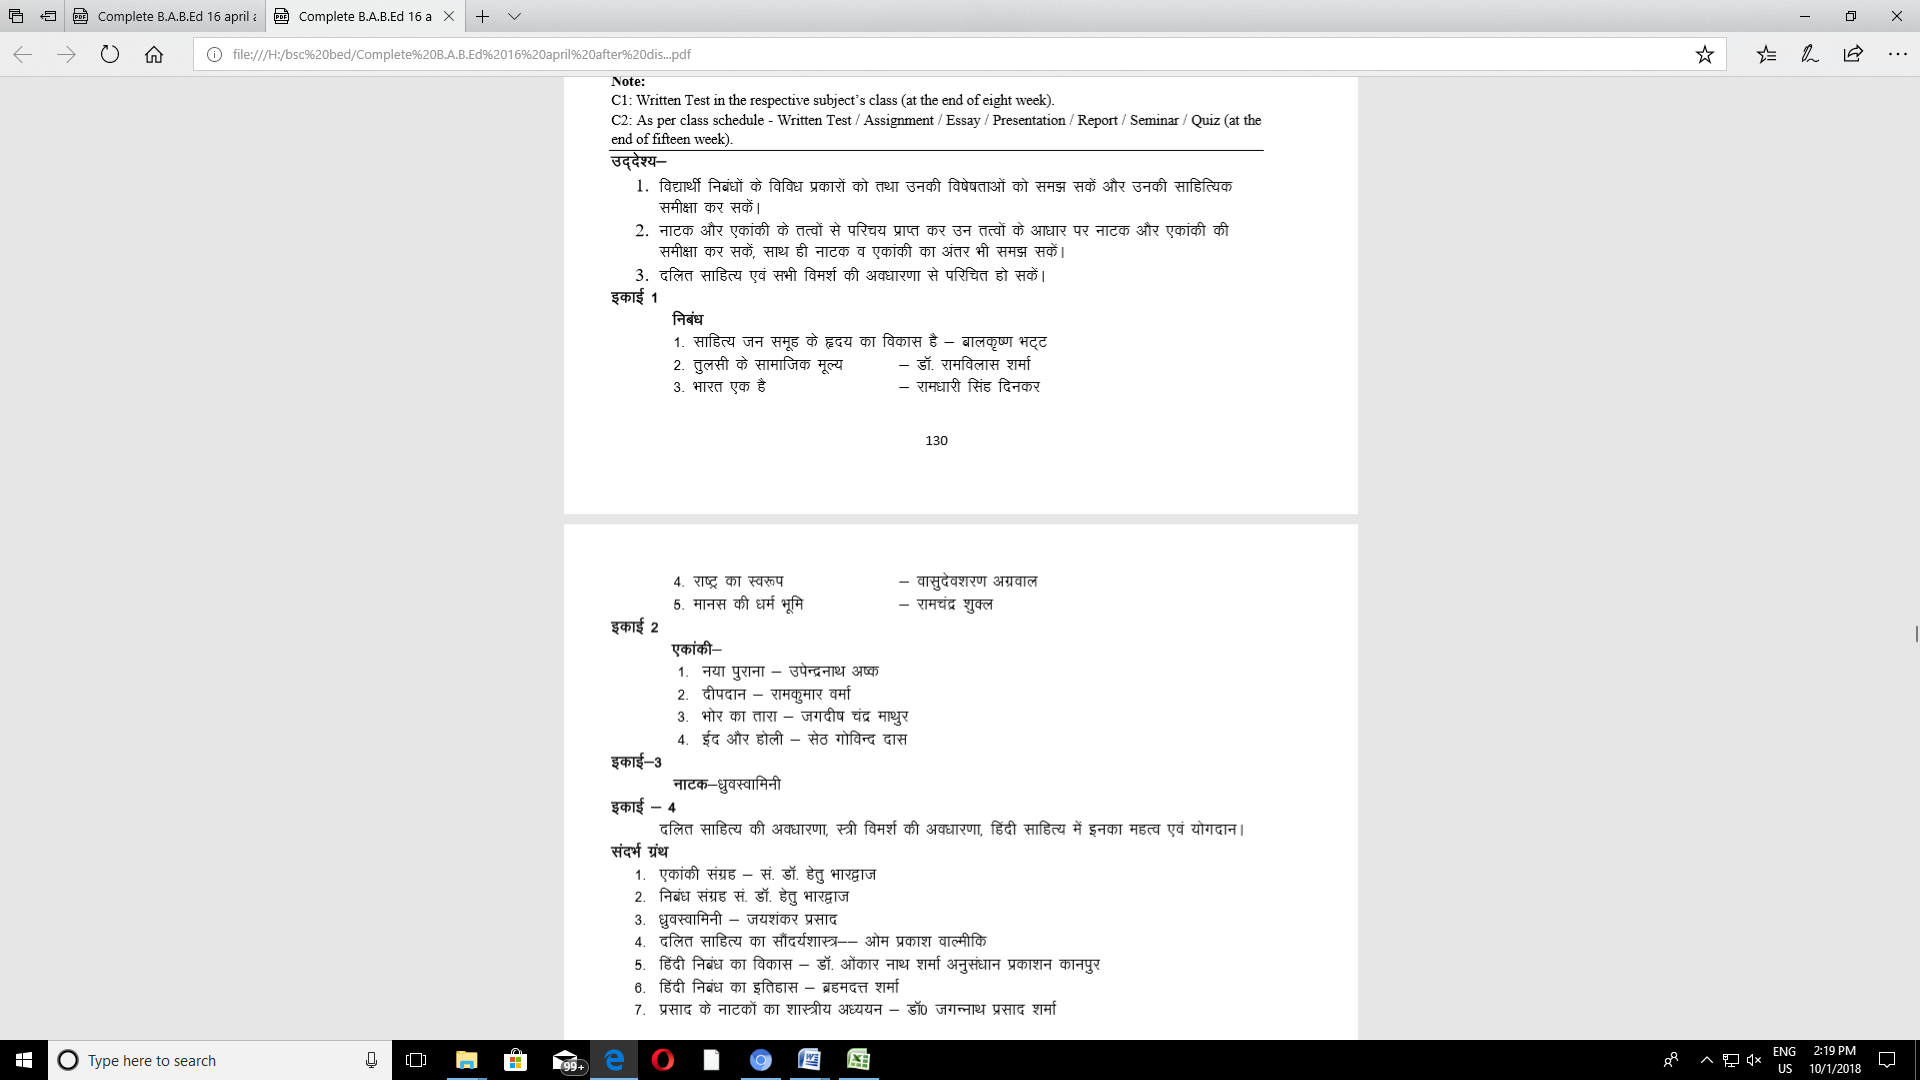 Complete B.A.B.Ed 16 april a
Complete B.A.B.Ed 16 a
file:///H:/bsc%20bed/Complete%20B.A.B.Ed%2016%20april%20after%20dis...pdf
Note:
C1: Written Test in the respective subject's class (at the end of eight week).
C2: As per class schedule - Written Test / Assignment / Essay / Presentation / Report / Seminar / Quiz (at the
end of fifteen week).
उद्देश्य–
1. विद्यार्थी निबंधों के विविध प्रकारों को तथा उनकी विषेषताओं को समझ सकें और उनकी साहित्यिक
समीक्षा कर सकें।
2. नाटक और एकांकी के तत्वों से परिचय प्राप्त कर उन तत्वों के आधार पर नाटक और एकांकी की
समीक्षा कर सकें, साथ ही नाटक व एकांकी का अंतर भी समझ सकें।
3. दलित साहित्य एवं सभी विमर्श की अवधारणा से परिचित हो सकें।
इकाई 1
निबंध
1. साहित्य जन समूह के हृदय का विकास है – बालकृष्ण भट्ट
2. तुलसी के सामाजिक मूल्य – डॉ. रामविलास शर्मा
3. भारत एक है – रामधारी सिंह दिनकर
130
4. राष्ट्र का स्वरूप – वासुदेवशरण अग्रवाल
5. मानस की धर्म भूमि – रामचंद्र शुक्ल
इकाई 2
एकांकी–
1. नया पुराना – उपेन्द्रनाथ अष्क
2. दीपदान – रामकुमार वर्मा
3. भोर का तारा – जगदीष चंद्र माथुर
4. ईद और होली – सेठ गोविन्द दास
इकाई–3
नाटक–ध्रुवस्वामिनी
इकाई – 4
दलित साहित्य की अवधारणा, स्त्री विमर्श की अवधारणा, हिंदी साहित्य में इनका महत्व एवं योगदान।
संदर्भ ग्रंथ
1. एकांकी संग्रह – सं. डॉ. हेतु भारद्वाज
2. निबंध संग्रह सं. डॉ. हेतु भारद्वाज
3. ध्रुवस्वामिनी – जयशंकर प्रसाद
4. दलित साहित्य का सौंदर्यशास्त्र–– ओम प्रकाश वाल्मीकि
5. हिंदी निबंध का विकास – डॉ. ओंकार नाथ शर्मा अनुसंधान प्रकाशन कानपुर
6. हिंदी निबंध का इतिहास – ब्रहमदत्त शर्मा
7. प्रसाद के नाटकों का शास्त्रीय अध्ययन – डॉ0 जगन्नाथ प्रसाद शर्मा
Type here to search
99+
ENG
US
2:19 PM
10/1/2018